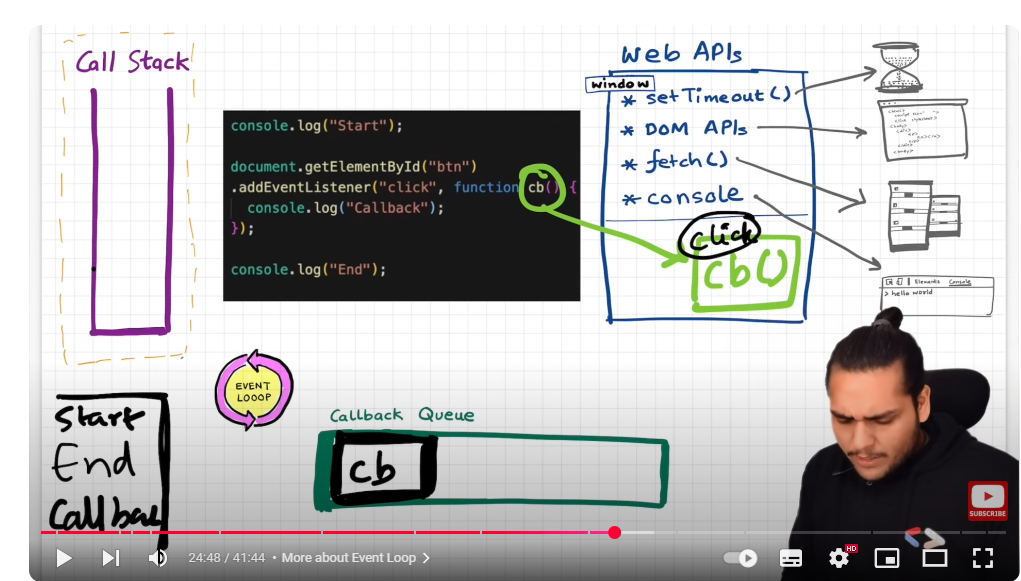 Call Stack
console.log("Start");
document.getElementById("btn")
.addEventListener("click", function cb() {
console.log("Callback");
});
console.log("End");
Web APIs
window
* setTimeout()
* DOM APIs
* fetch()
* console
click
cb()
Elements Console
> hello world
EVENT
LOOOP
Start
End
Callbac
Callback Queue
cb
SUBSCRIBE
24:48 / 41:44 • More about Event Loop >
HD